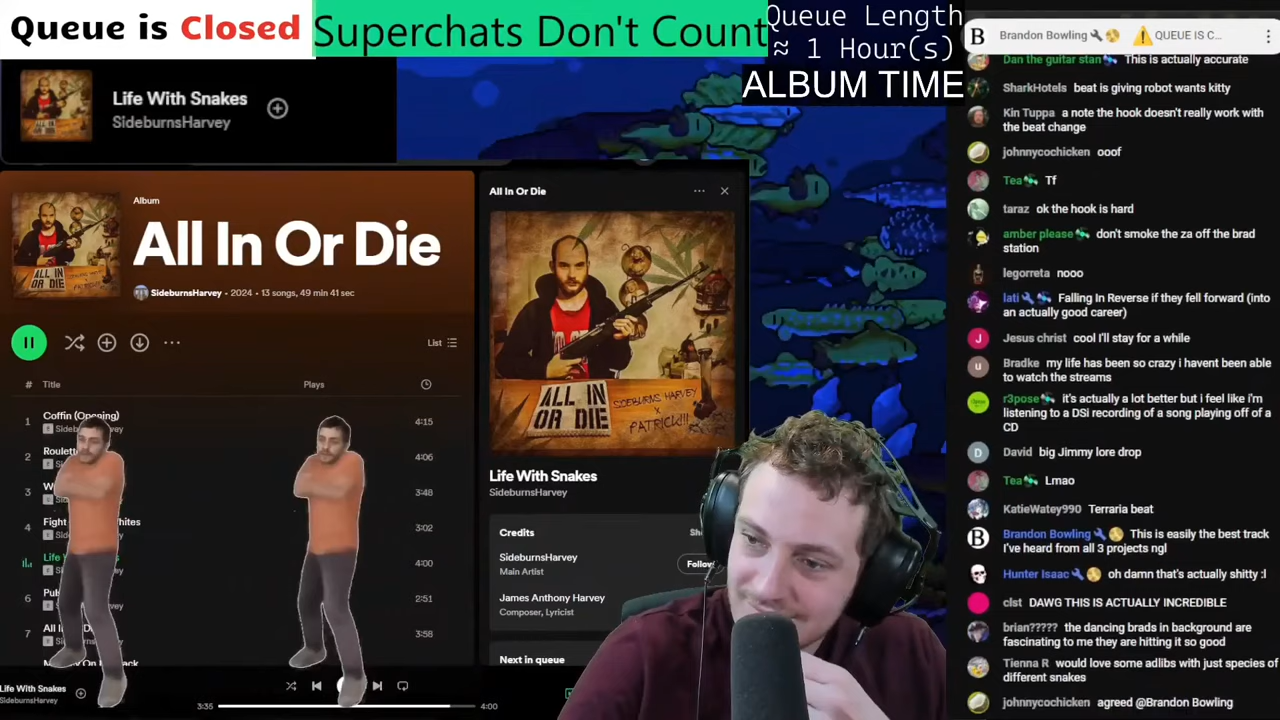 Queue is Closed
Superchats Don't Count
Queue Length
≈ 1 Hour(s)
ALBUM TIME
Life With Snakes
SideburnsHarvey
Album
All In Or Die
SideburnsHarvey • 2024 • 13 songs, 49 min 41 sec
List
# Title Plays
1 Coffin (Opening) 4:15
2 4:06
3 3:48
4 Fight 3:02
Life 4:00
6 2:51
7 3:58
Life With Snakes
SideburnsHarvey
3:35
4:00
All In Or Die
ALL IN
OR DIE
SIDEBURNS HARVEY
X
Life With Snakes
SideburnsHarvey
Credits
SideburnsHarvey
Main Artist
Follow
James Anthony Harvey
Composer, Lyricist
Next in queue
B Brandon Bowling QUEUE IS C...
Dan the guitar stan This is actually accurate
SharkHotels beat is giving robot wants kitty
Kin Tuppa a note the hook doesn't really work with
the beat change
johnnycochicken ooof
Tea Tf
taraz ok the hook is hard
amber please don't smoke the za off the brad
station
legorreta nooo
Falling In Reverse if they fell forward (into
an actually good career)
J Jesus christ cool I'll stay for a while
u Bradke my life has been so crazy i havent been able
to watch the streams
r3pose it's actually a lot better but i feel like i'm
listening to a DSi recording of a song playing off of a
CD
D David big Jimmy lore drop
Tea Lmao
KatieWatey990 Terraria beat
B Brandon Bowling This is easily the best track
I've heard from all 3 projects ngl
Hunter Isaac oh damn that's actually shitty :l
clst DAWG THIS IS ACTUALLY INCREDIBLE
brian????? the dancing brads in background are
fascinating to me they are hitting it so good
Tienna R would love some adlibs with just species of
different snakes
johnnycochicken agreed @Brandon Bowling